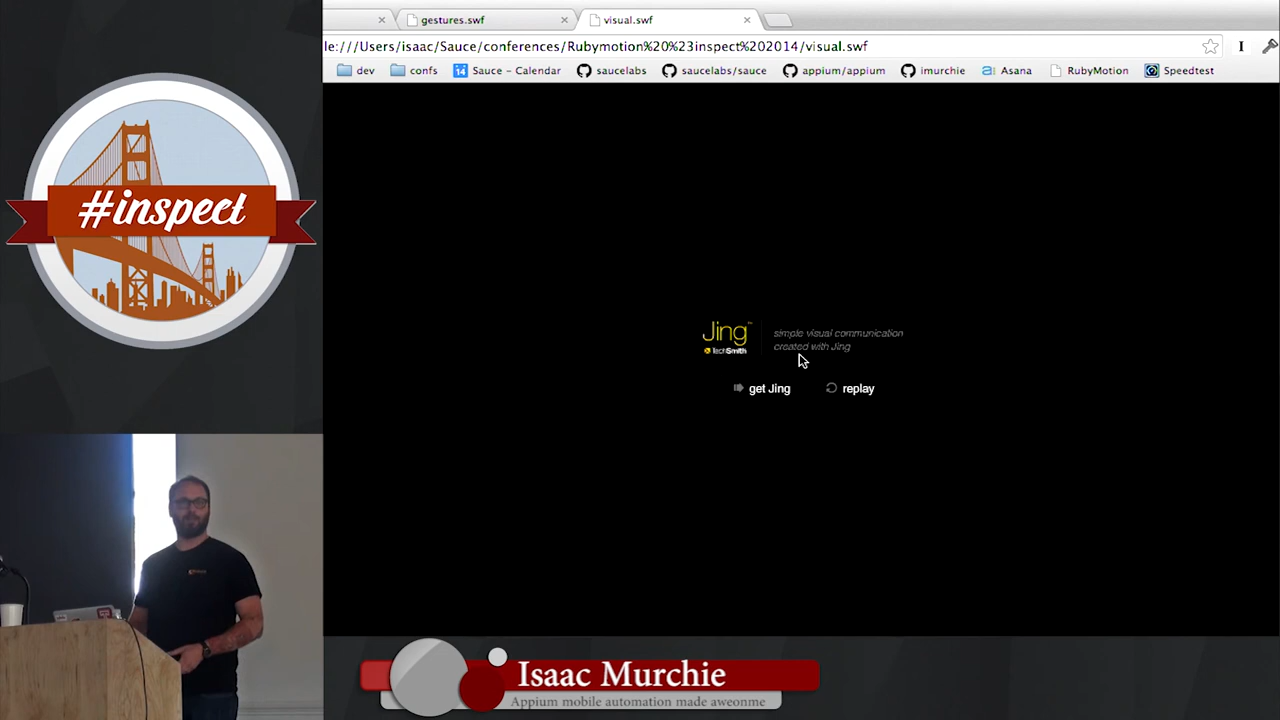 gestures.swf
visual.swf
le:///Users/isaac/Sauce/conferences/Rubymotion%20%23inspect%202014/visual.swf
dev
confs
14
Sauce - Calendar
saucelabs
saucelabs/sauce
appium/appium
imurchie
Asana
RubyMotion
Speedtest
#inspect
Jing™
TechSmith
simple visual communication
created with Jing
get Jing
replay
Isaac Murchie
Appium mobile automation made aweonme